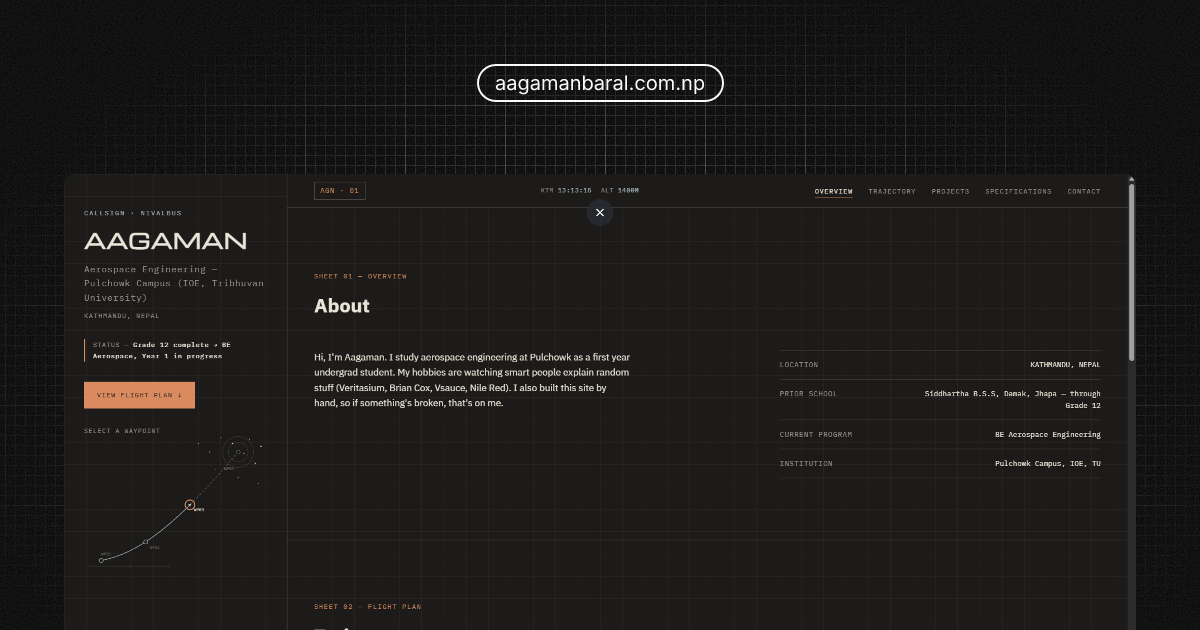 aagamanbaral.com.np
AGN · 01
KTM 13:13:15 ALT 1400M
OVERVIEW TRAJECTORY PROJECTS SPECIFICATIONS CONTACT
CALLSIGN · NIVALBUS
AAGAMAN
Aerospace Engineering —
Pulchowk Campus (IOE, Tribhuvan
University)
KATHMANDU, NEPAL
STATUS — Grade 12 complete → BE
Aerospace, Year 1 in progress
VIEW FLIGHT PLAN ↓
SELECT A WAYPOINT
SHEET 01 — OVERVIEW
About
Hi, I'm Aagaman. I study aerospace engineering at Pulchowk as a first year
undergrad student. My hobbies are watching smart people explain random
stuff (Veritasium, Brian Cox, Vsauce, Nile Red). I also built this site by
hand, so if something's broken, that's on me.
LOCATION KATHMANDU, NEPAL
PRIOR SCHOOL Siddhartha B.S.S, Damak, Jhapa — through
Grade 12
CURRENT PROGRAM BE Aerospace Engineering
INSTITUTION Pulchowk Campus, IOE, TU
SHEET 02 — FLIGHT PLAN